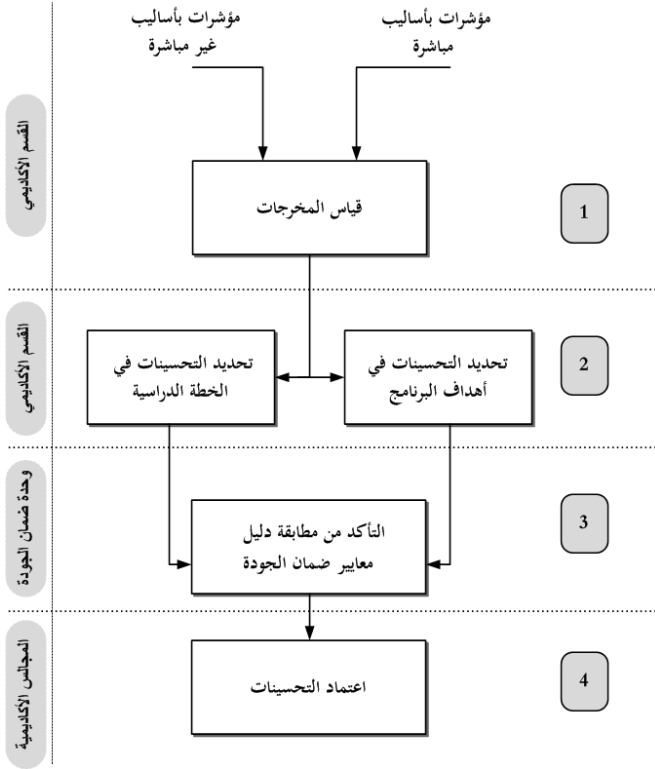 مؤشرات بأساليب
مباشرة
مؤشرات بأساليب
غير مباشرة
القسم الأكاديمي
قياس المخرجات
1
القسم الأكاديمي
تحديد التحسينات في
أهداف البرنامج
تحديد التحسينات في
الخطة الدراسية
2
وحدة ضمان الجودة
التأكد من مطابقة دليل
معايير ضمان الجودة
3
المجالس الأكاديمية
اعتماد التحسينات
4